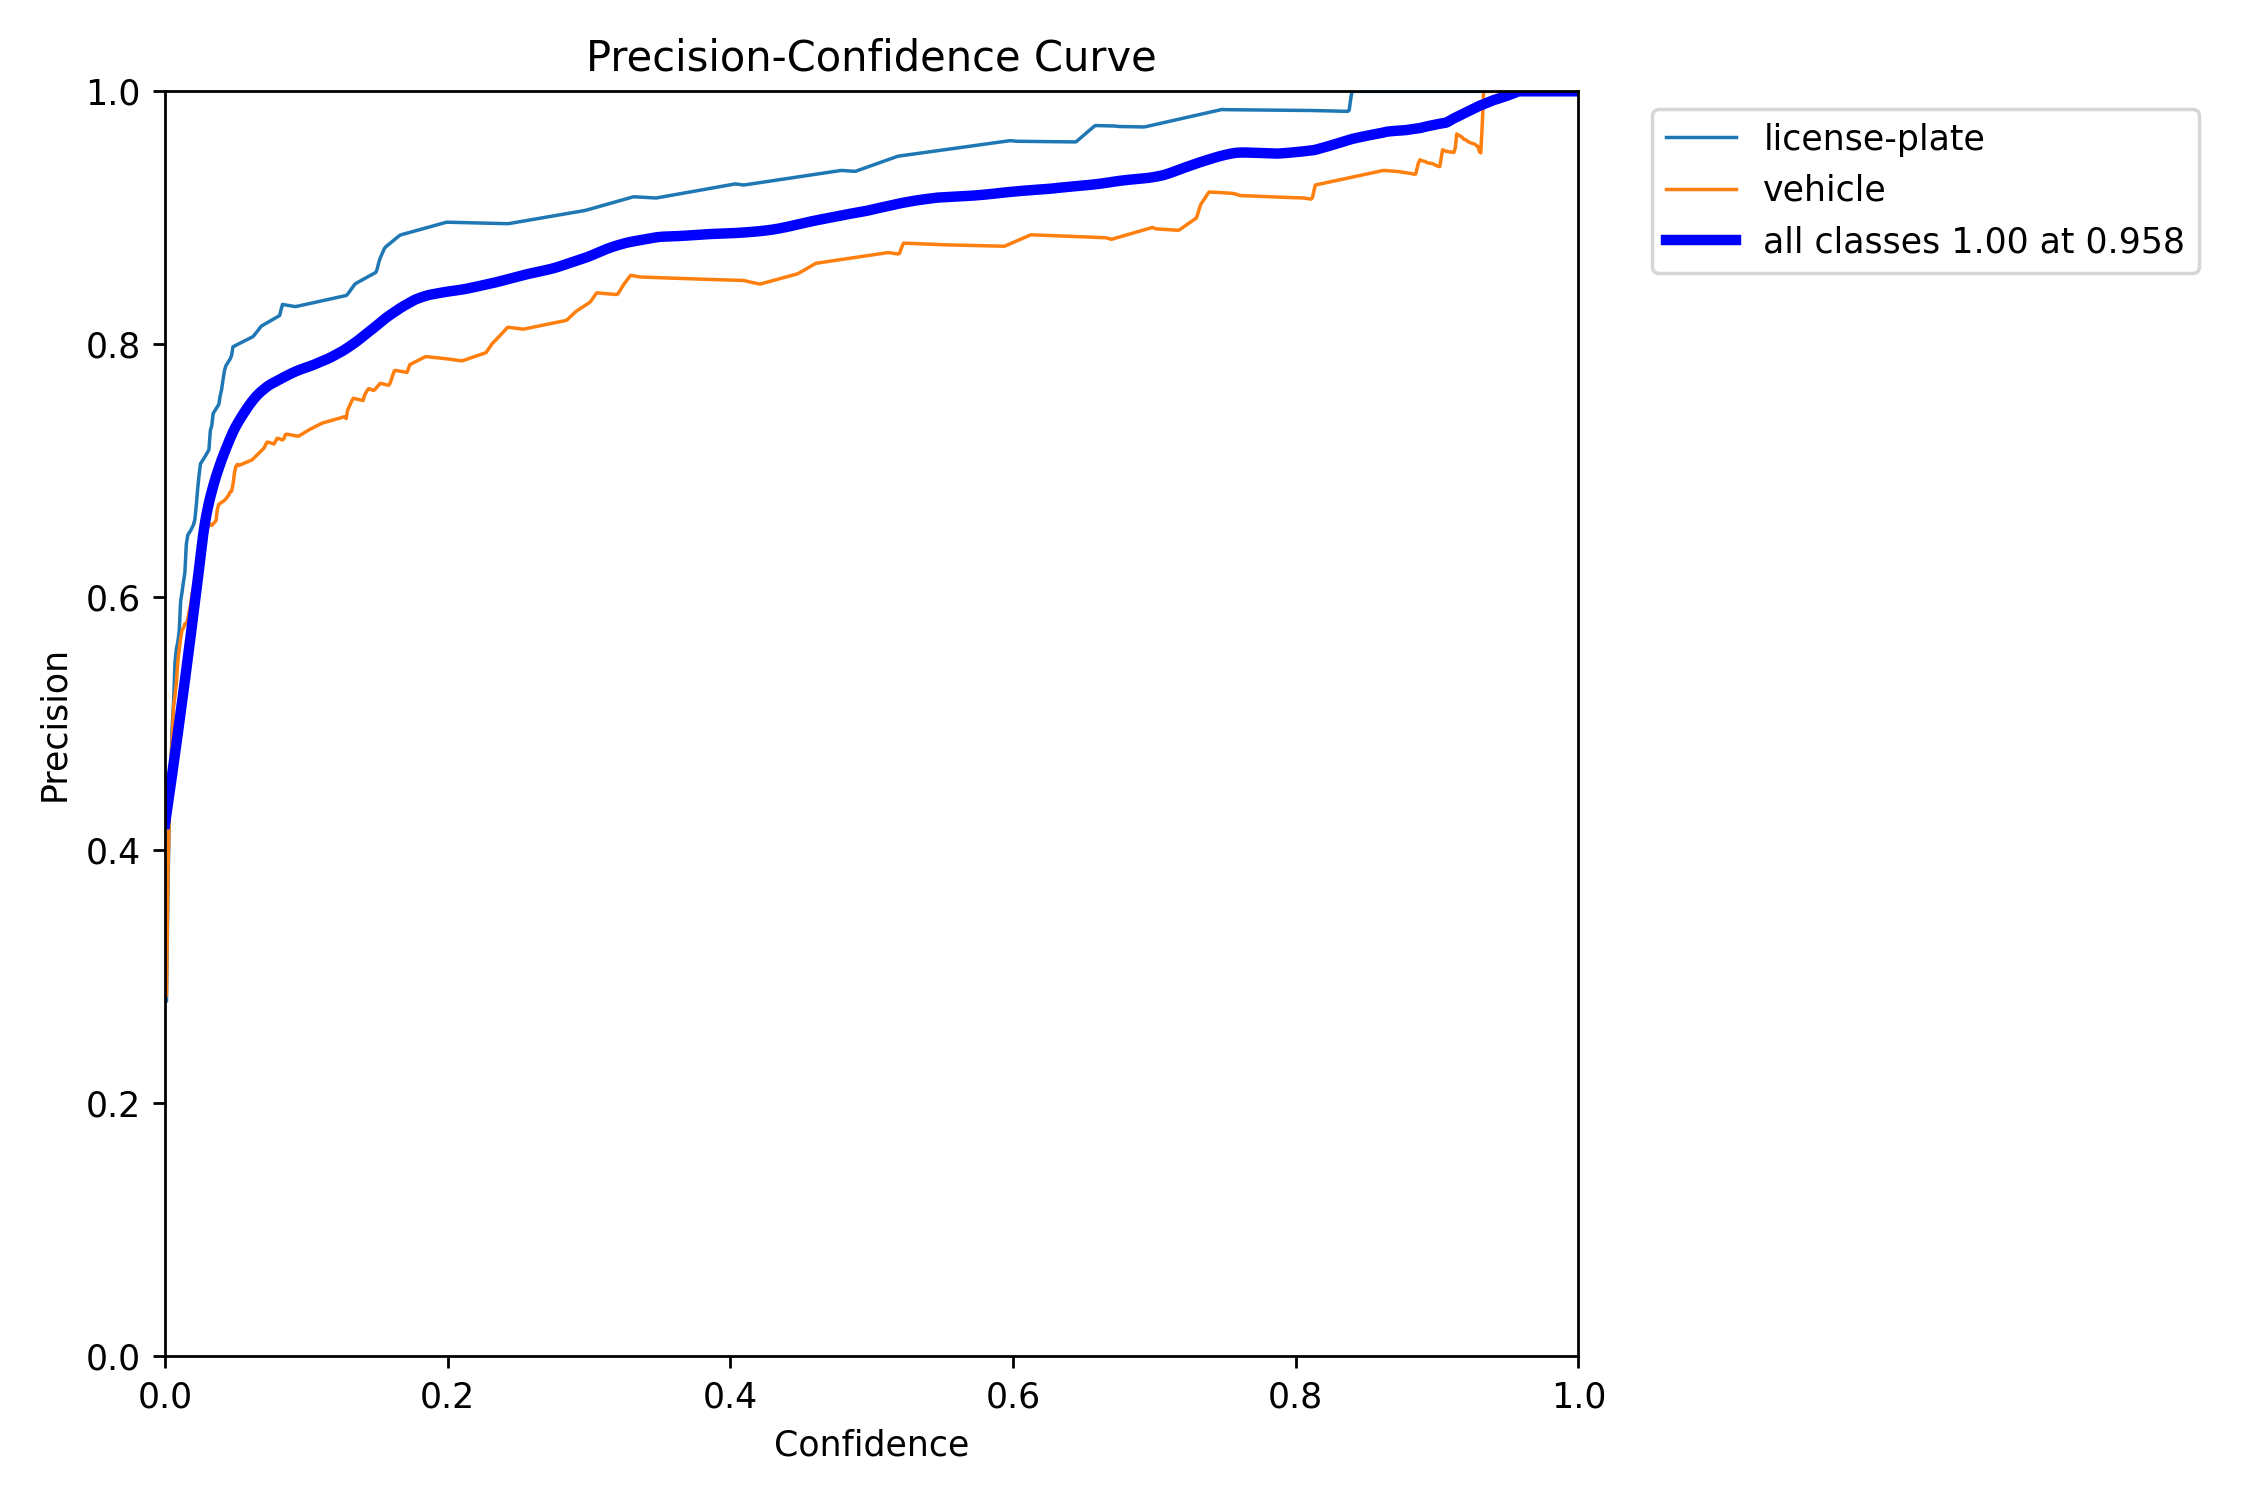 Precision-Confidence Curve
1.0
0.8
0.6
0.4
0.2
0.0
Precision
0.0 0.2 0.4 0.6 0.8 1.0
Confidence
license-plate
vehicle
all classes 1.00 at 0.958